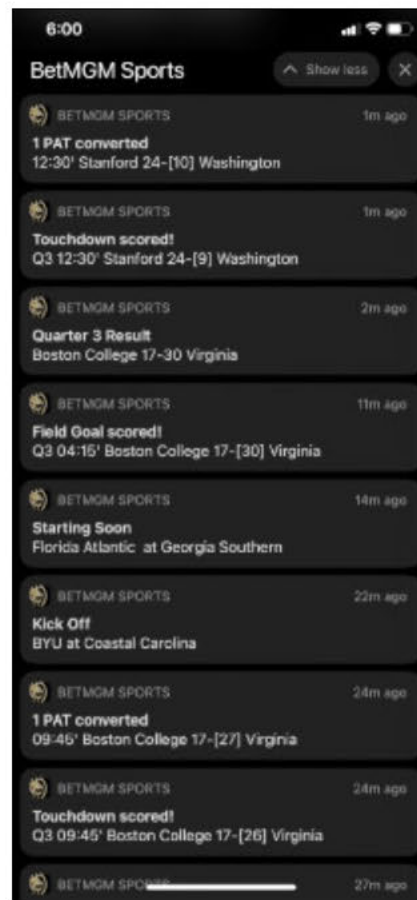 6:00
BetMGM Sports
Show less
BETMGM SPORTS 1m ago
1 PAT converted
12:30' Stanford 24-[10] Washington
BETMGM SPORTS 1m ago
Touchdown scored!
Q3 12:30' Stanford 24-[9] Washington
BETMGM SPORTS 2m ago
Quarter 3 Result
Boston College 17-30 Virginia
BETMGM SPORTS 11m ago
Field Goal scored!
Q3 04:15' Boston College 17-[30] Virginia
BETMGM SPORTS 14m ago
Starting Soon
Florida Atlantic at Georgia Southern
BETMGM SPORTS 22m ago
Kick Off
BYU at Coastal Carolina
BETMGM SPORTS 24m ago
1 PAT converted
09:45' Boston College 17-[27] Virginia
BETMGM SPORTS 24m ago
Touchdown scored!
Q3 09:45' Boston College 17-[26] Virginia
BETMGM SPORTS 27m ago